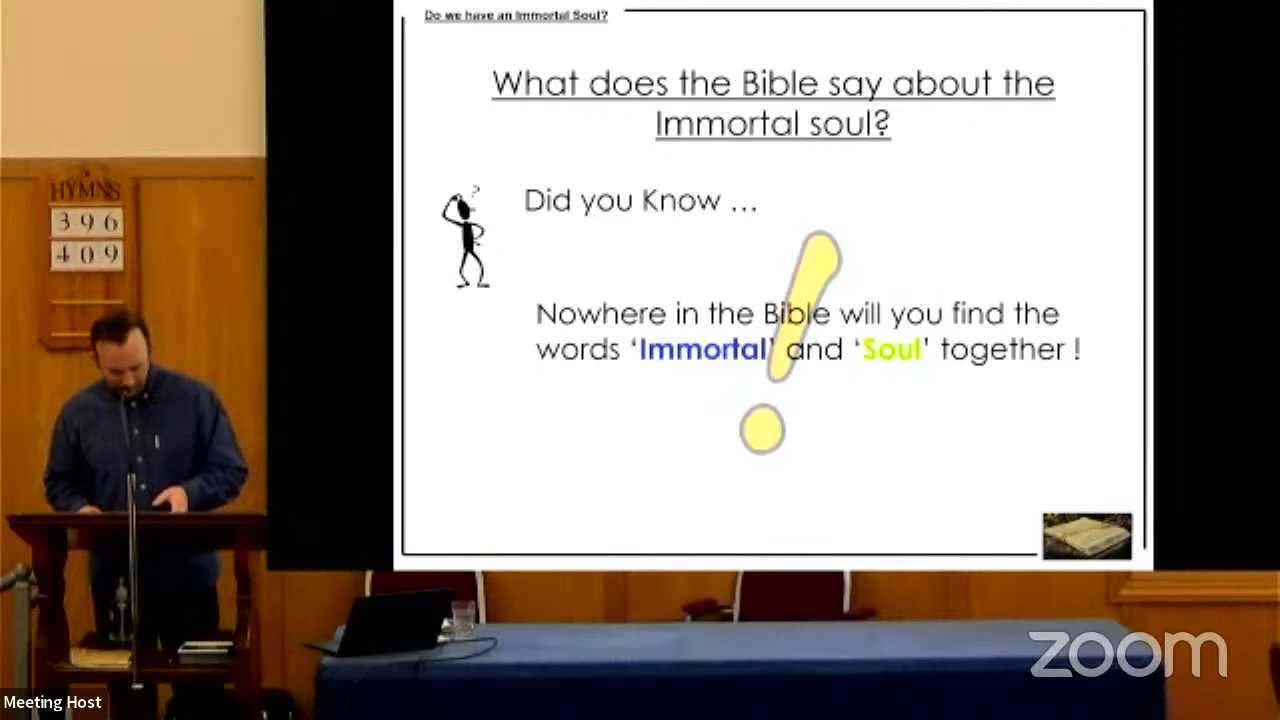 Do we have an Immortal Soul?
What does the Bible say about the
Immortal soul?
?
Did you Know ...
Nowhere in the Bible will you find the
words ‘Immortal’ and ‘Soul’ together !
HYMNS
396
409
zoom
Meeting Host